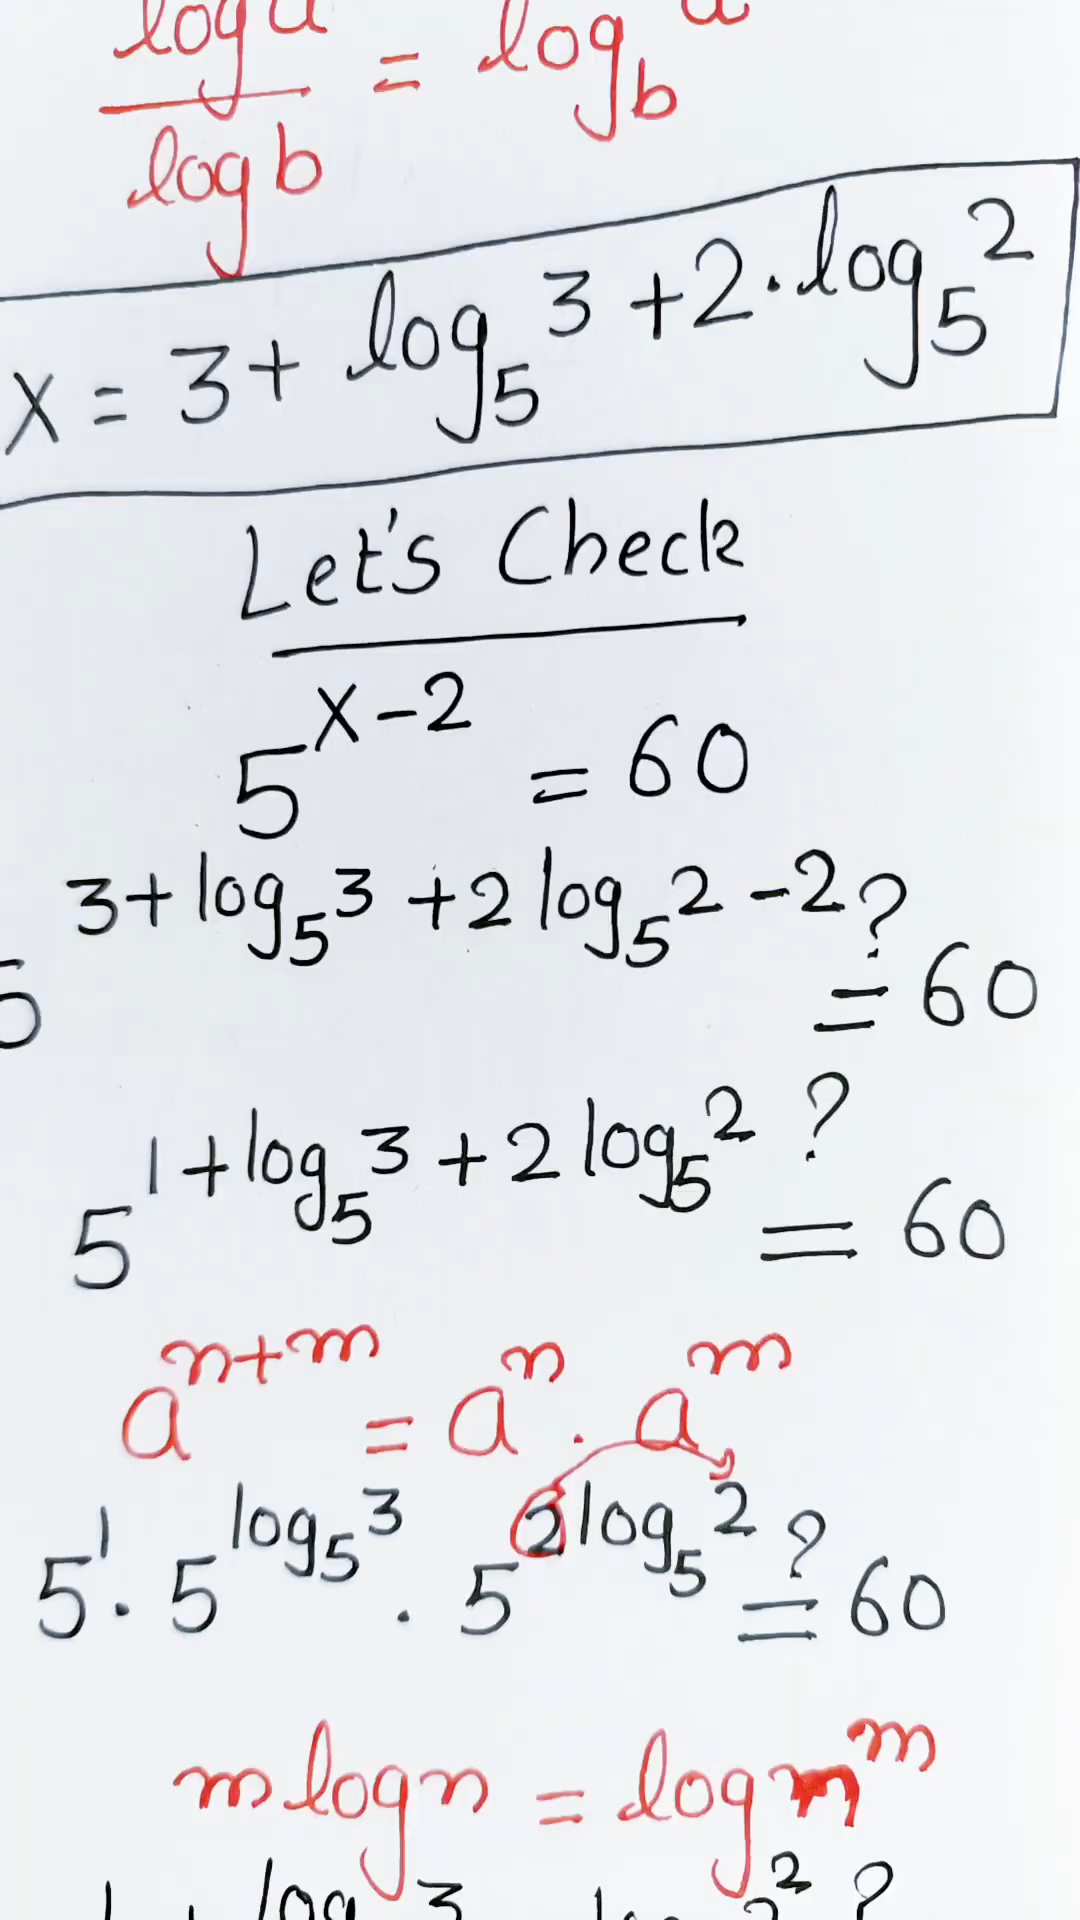 log a / log b = log_b a
x = 3 + log_5 3 + 2 · log_5 2
Let's Check
5^(x-2) = 60
5^(3 + log_5 3 + 2 log_5 2 - 2) ?= 60
5^(1 + log_5 3 + 2 log_5 2) ?= 60
a^(n+m) = a^n · a^m
5^1 · 5^(log_5 3) · 5^(2 log_5 2) ?= 60
m log n = log n^m